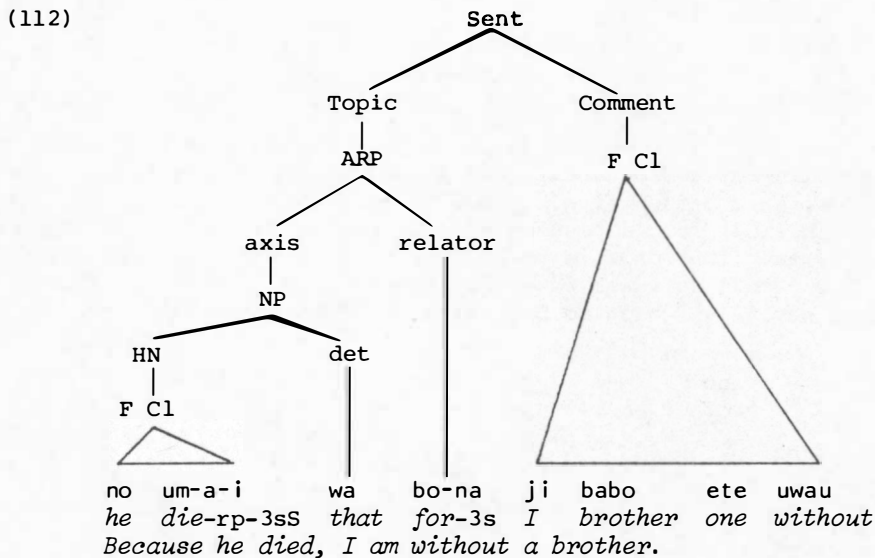 (112)
Sent
Topic Comment
ARP F Cl
axis relator
NP
HN det
F Cl
no um-a-i wa bo-na ji babo ete uwau
he die-rp-3sS that for-3s I brother one without
Because he died, I am without a brother.